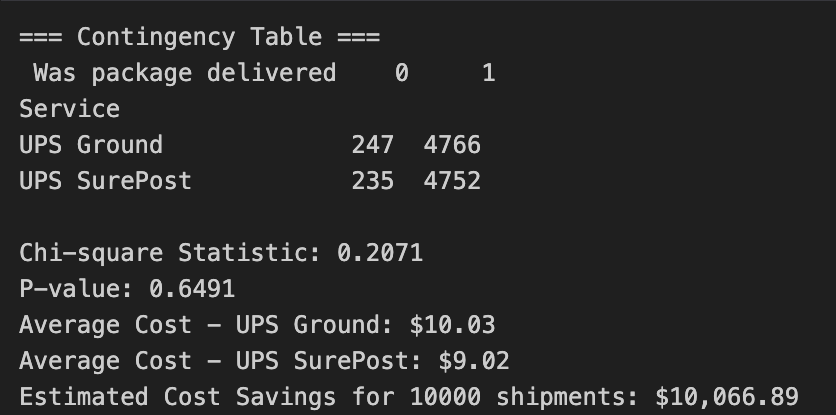 === Contingency Table ===
Was package delivered 0 1
Service
UPS Ground 247 4766
UPS SurePost 235 4752
Chi-square Statistic: 0.2071
P-value: 0.6491
Average Cost - UPS Ground: $10.03
Average Cost - UPS SurePost: $9.02
Estimated Cost Savings for 10000 shipments: $10,066.89